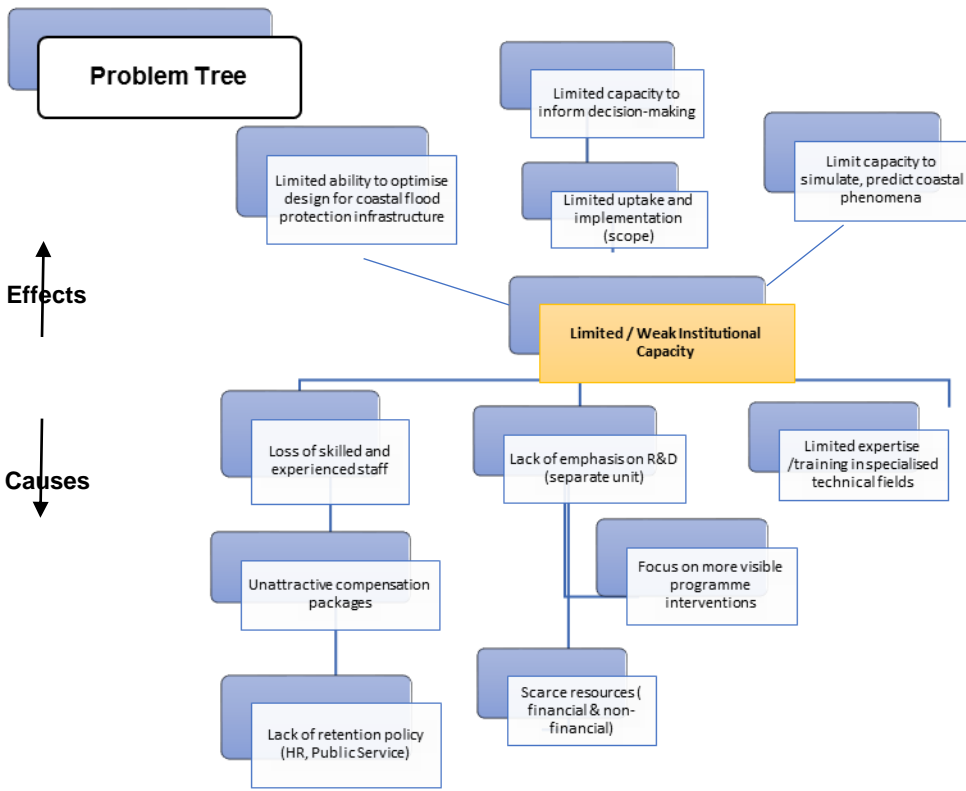 Problem Tree
Limited capacity to
inform decision-making
Limited ability to optimise
design for coastal flood
protection infrastructure
Limited uptake and
implementation
(scope)
Limit capacity to
simulate, predict coastal
phenomena
Effects
Limited / Weak Institutional
Capacity
Causes
Loss of skilled and
experienced staff
Lack of emphasis on R&D
(separate unit)
Limited expertise
/training in specialised
technical fields
Unattractive compensation
packages
Focus on more visible
programme
interventions
Lack of retention policy
(HR, Public Service)
Scarce resources (
financial & non-
financial)